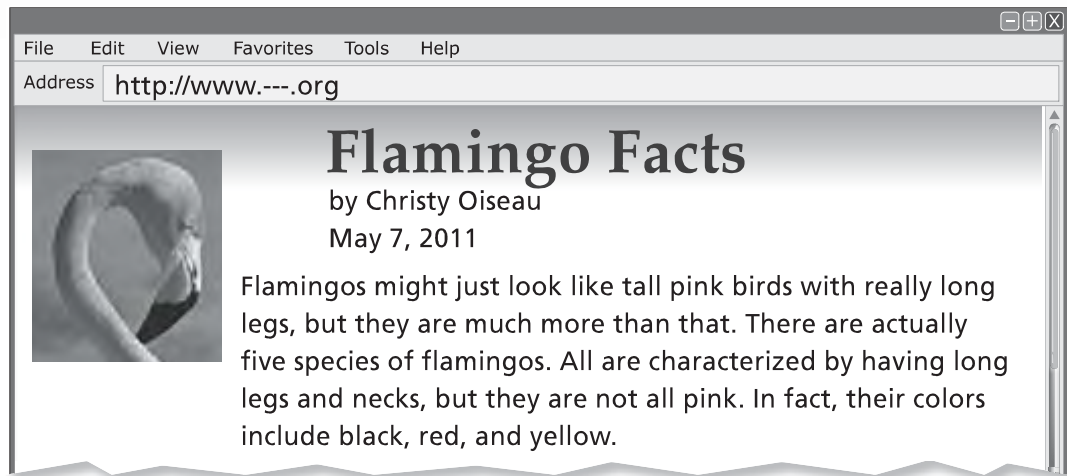 File Edit View Favorites Tools Help
Address http://www.---.org
Flamingo Facts
by Christy Oiseau
May 7, 2011
Flamingos might just look like tall pink birds with really long
legs, but they are much more than that. There are actually
five species of flamingos. All are characterized by having long
legs and necks, but they are not all pink. In fact, their colors
include black, red, and yellow.